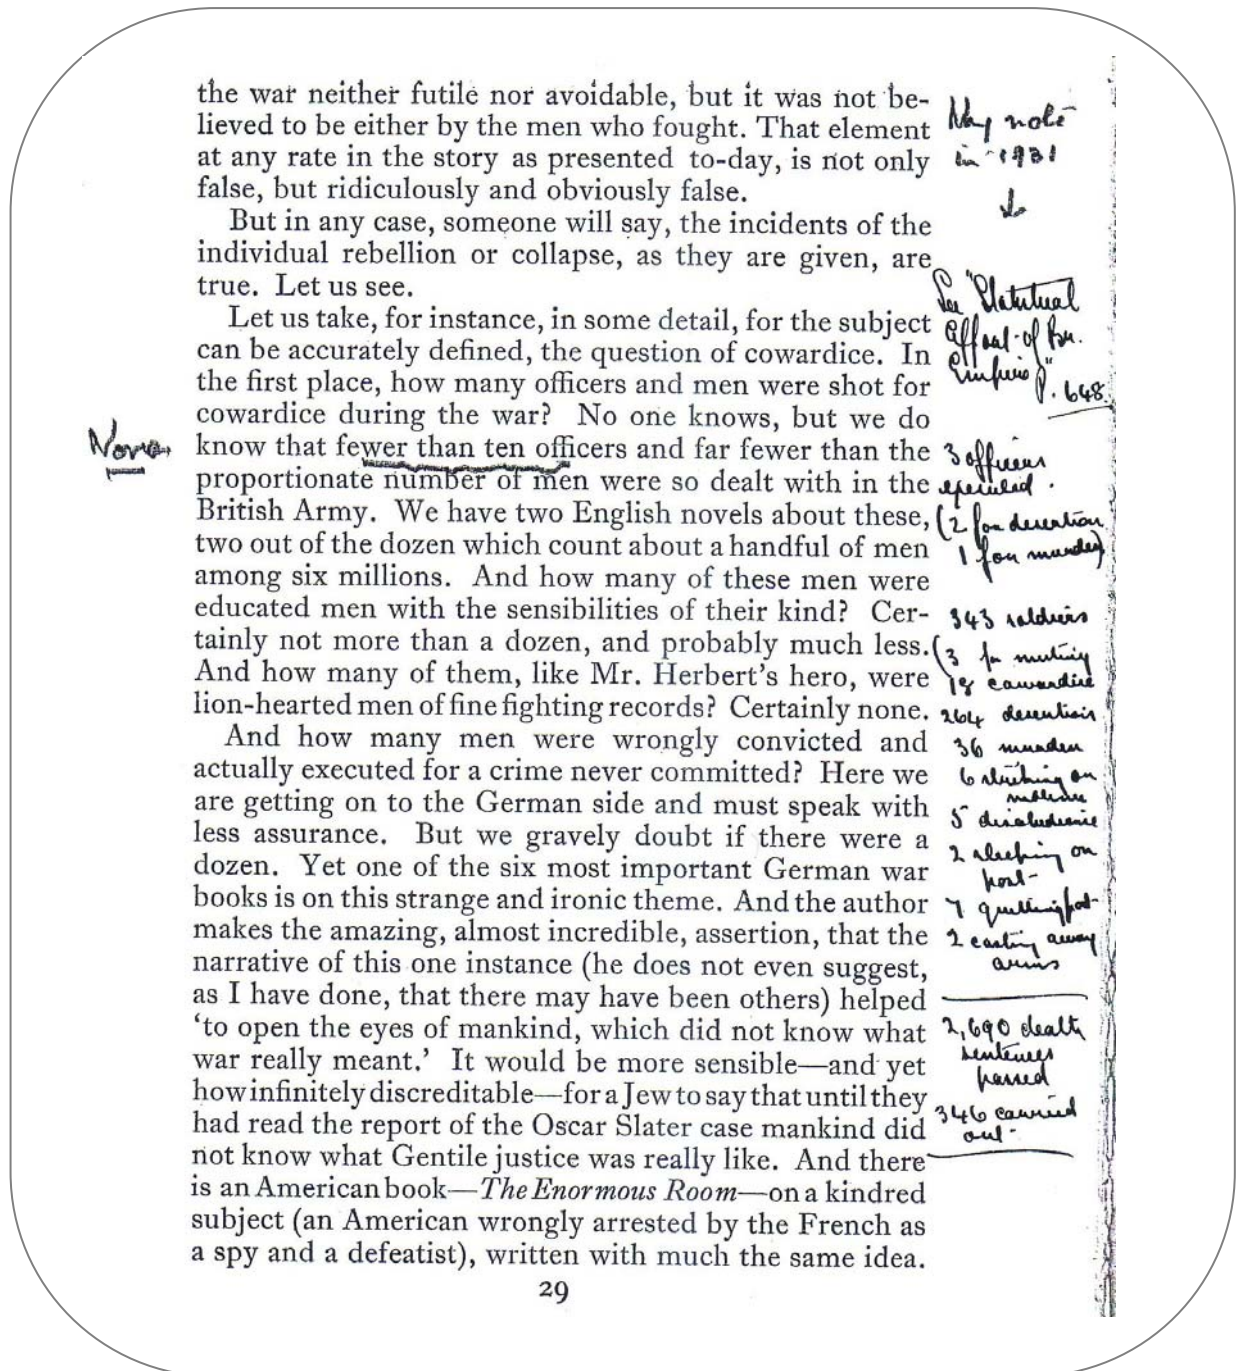 the war neither futile nor avoidable, but it was not be-
lieved to be either by the men who fought. That element
at any rate in the story as presented to-day, is not only
false, but ridiculously and obviously false.
But in any case, someone will say, the incidents of the
individual rebellion or collapse, as they are given, are
true. Let us see.
Let us take, for instance, in some detail, for the subject
can be accurately defined, the question of cowardice. In
the first place, how many officers and men were shot for
cowardice during the war? No one knows, but we do
know that fewer than ten officers and far fewer than the
proportionate number of men were so dealt with in the
British Army. We have two English novels about these,
two out of the dozen which count about a handful of men
among six millions. And how many of these men were
educated men with the sensibilities of their kind? Cer-
tainly not more than a dozen, and probably much less.
And how many of them, like Mr. Herbert's hero, were
lion-hearted men of fine fighting records? Certainly none.
And how many men were wrongly convicted and
actually executed for a crime never committed? Here we
are getting on to the German side and must speak with
less assurance. But we gravely doubt if there were a
dozen. Yet one of the six most important German war
books is on this strange and ironic theme. And the author
makes the amazing, almost incredible, assertion, that the
narrative of this one instance (he does not even suggest,
as I have done, that there may have been others) helped
‘to open the eyes of mankind, which did not know what
war really meant.’ It would be more sensible—and yet
how infinitely discreditable—for a Jew to say that until they
had read the report of the Oscar Slater case mankind did
not know what Gentile justice was really like. And there
is an American book—The Enormous Room—on a kindred
subject (an American wrongly arrested by the French as
a spy and a defeatist), written with much the same idea.
29
None
My note
in 1931
See "Statistical
of Br.
Empire"
p. 648
3 officers
executed.
(2 for desertion
1 for murder)
343 soldiers
(3 for mutiny
18 cowardice
264 desertion
36 murder
6 striking or
violence
5 disobedience
2 sleeping on
post
7 quitting post
2 casting away
arms
2,690 death
sentences
passed
346 carried
out